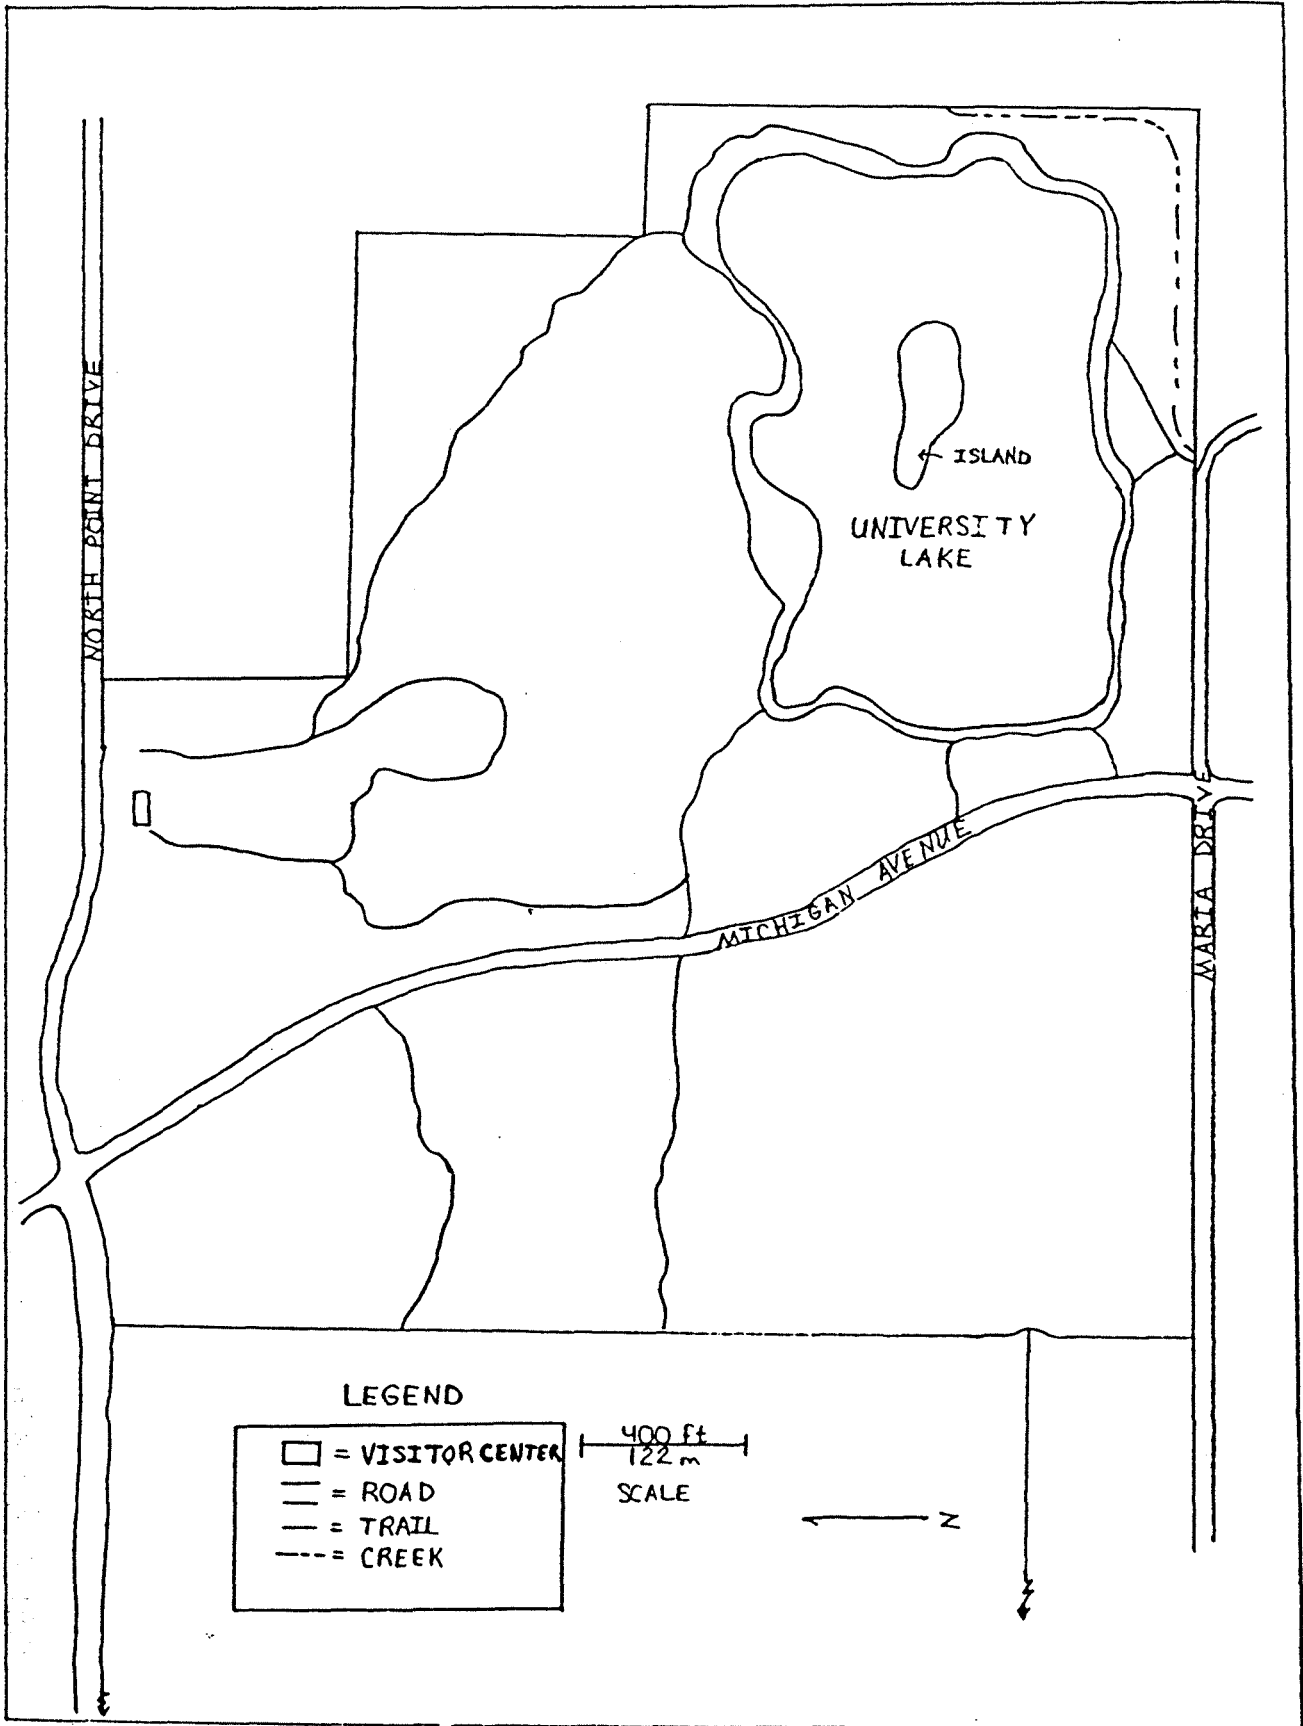 NORTH POINT DRIVE
← ISLAND
UNIVERSITY
LAKE
MICHIGAN AVENUE
MARIA DRIVE
LEGEND
= VISITOR CENTER
= ROAD
= TRAIL
= CREEK
400 ft
122 m
SCALE
N